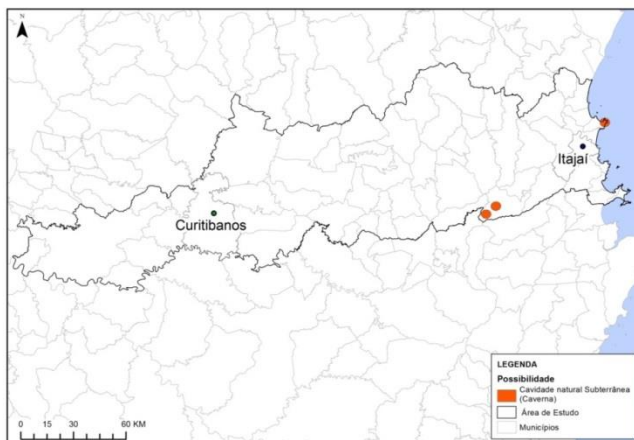 N
Itajaí
Curitibanos
LEGENDA
Possibilidade
Cavidade natural Subterrânea
(Caverna)
Área de Estudo
Municípios
0 15 30 60 KM